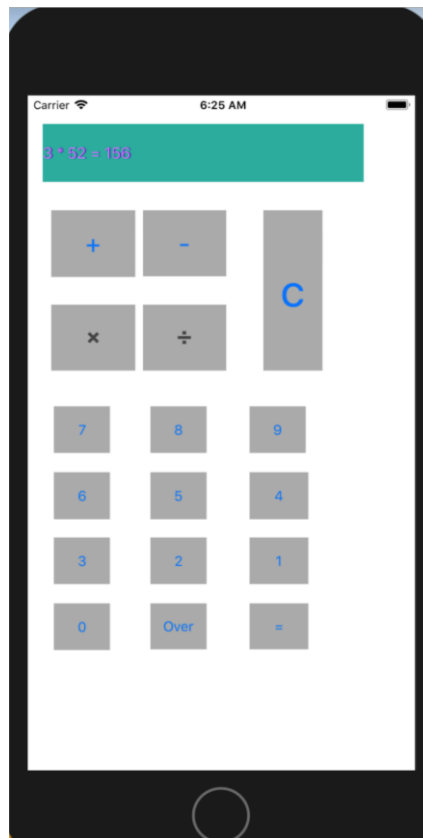 Carrier 6:25 AM
3 * 52 = 156
+ - C
× ÷
7 8 9
6 5 4
3 2 1
0 Over =